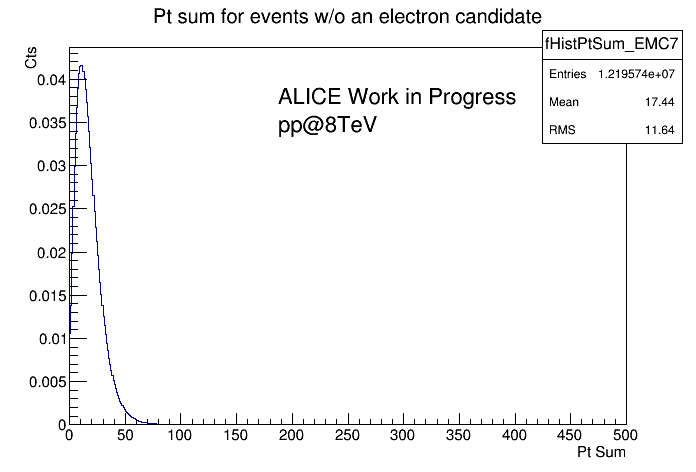 Pt sum for events w/o an electron candidate
fHistPtSum_EMC7
Entries 1.219574e+07
Mean 17.44
RMS 11.64
Cts
ALICE Work in Progress
pp@8TeV
0.04
0.035
0.03
0.025
0.02
0.015
0.01
0.005
0
0 50 100 150 200 250 300 350 400 450 500
Pt Sum